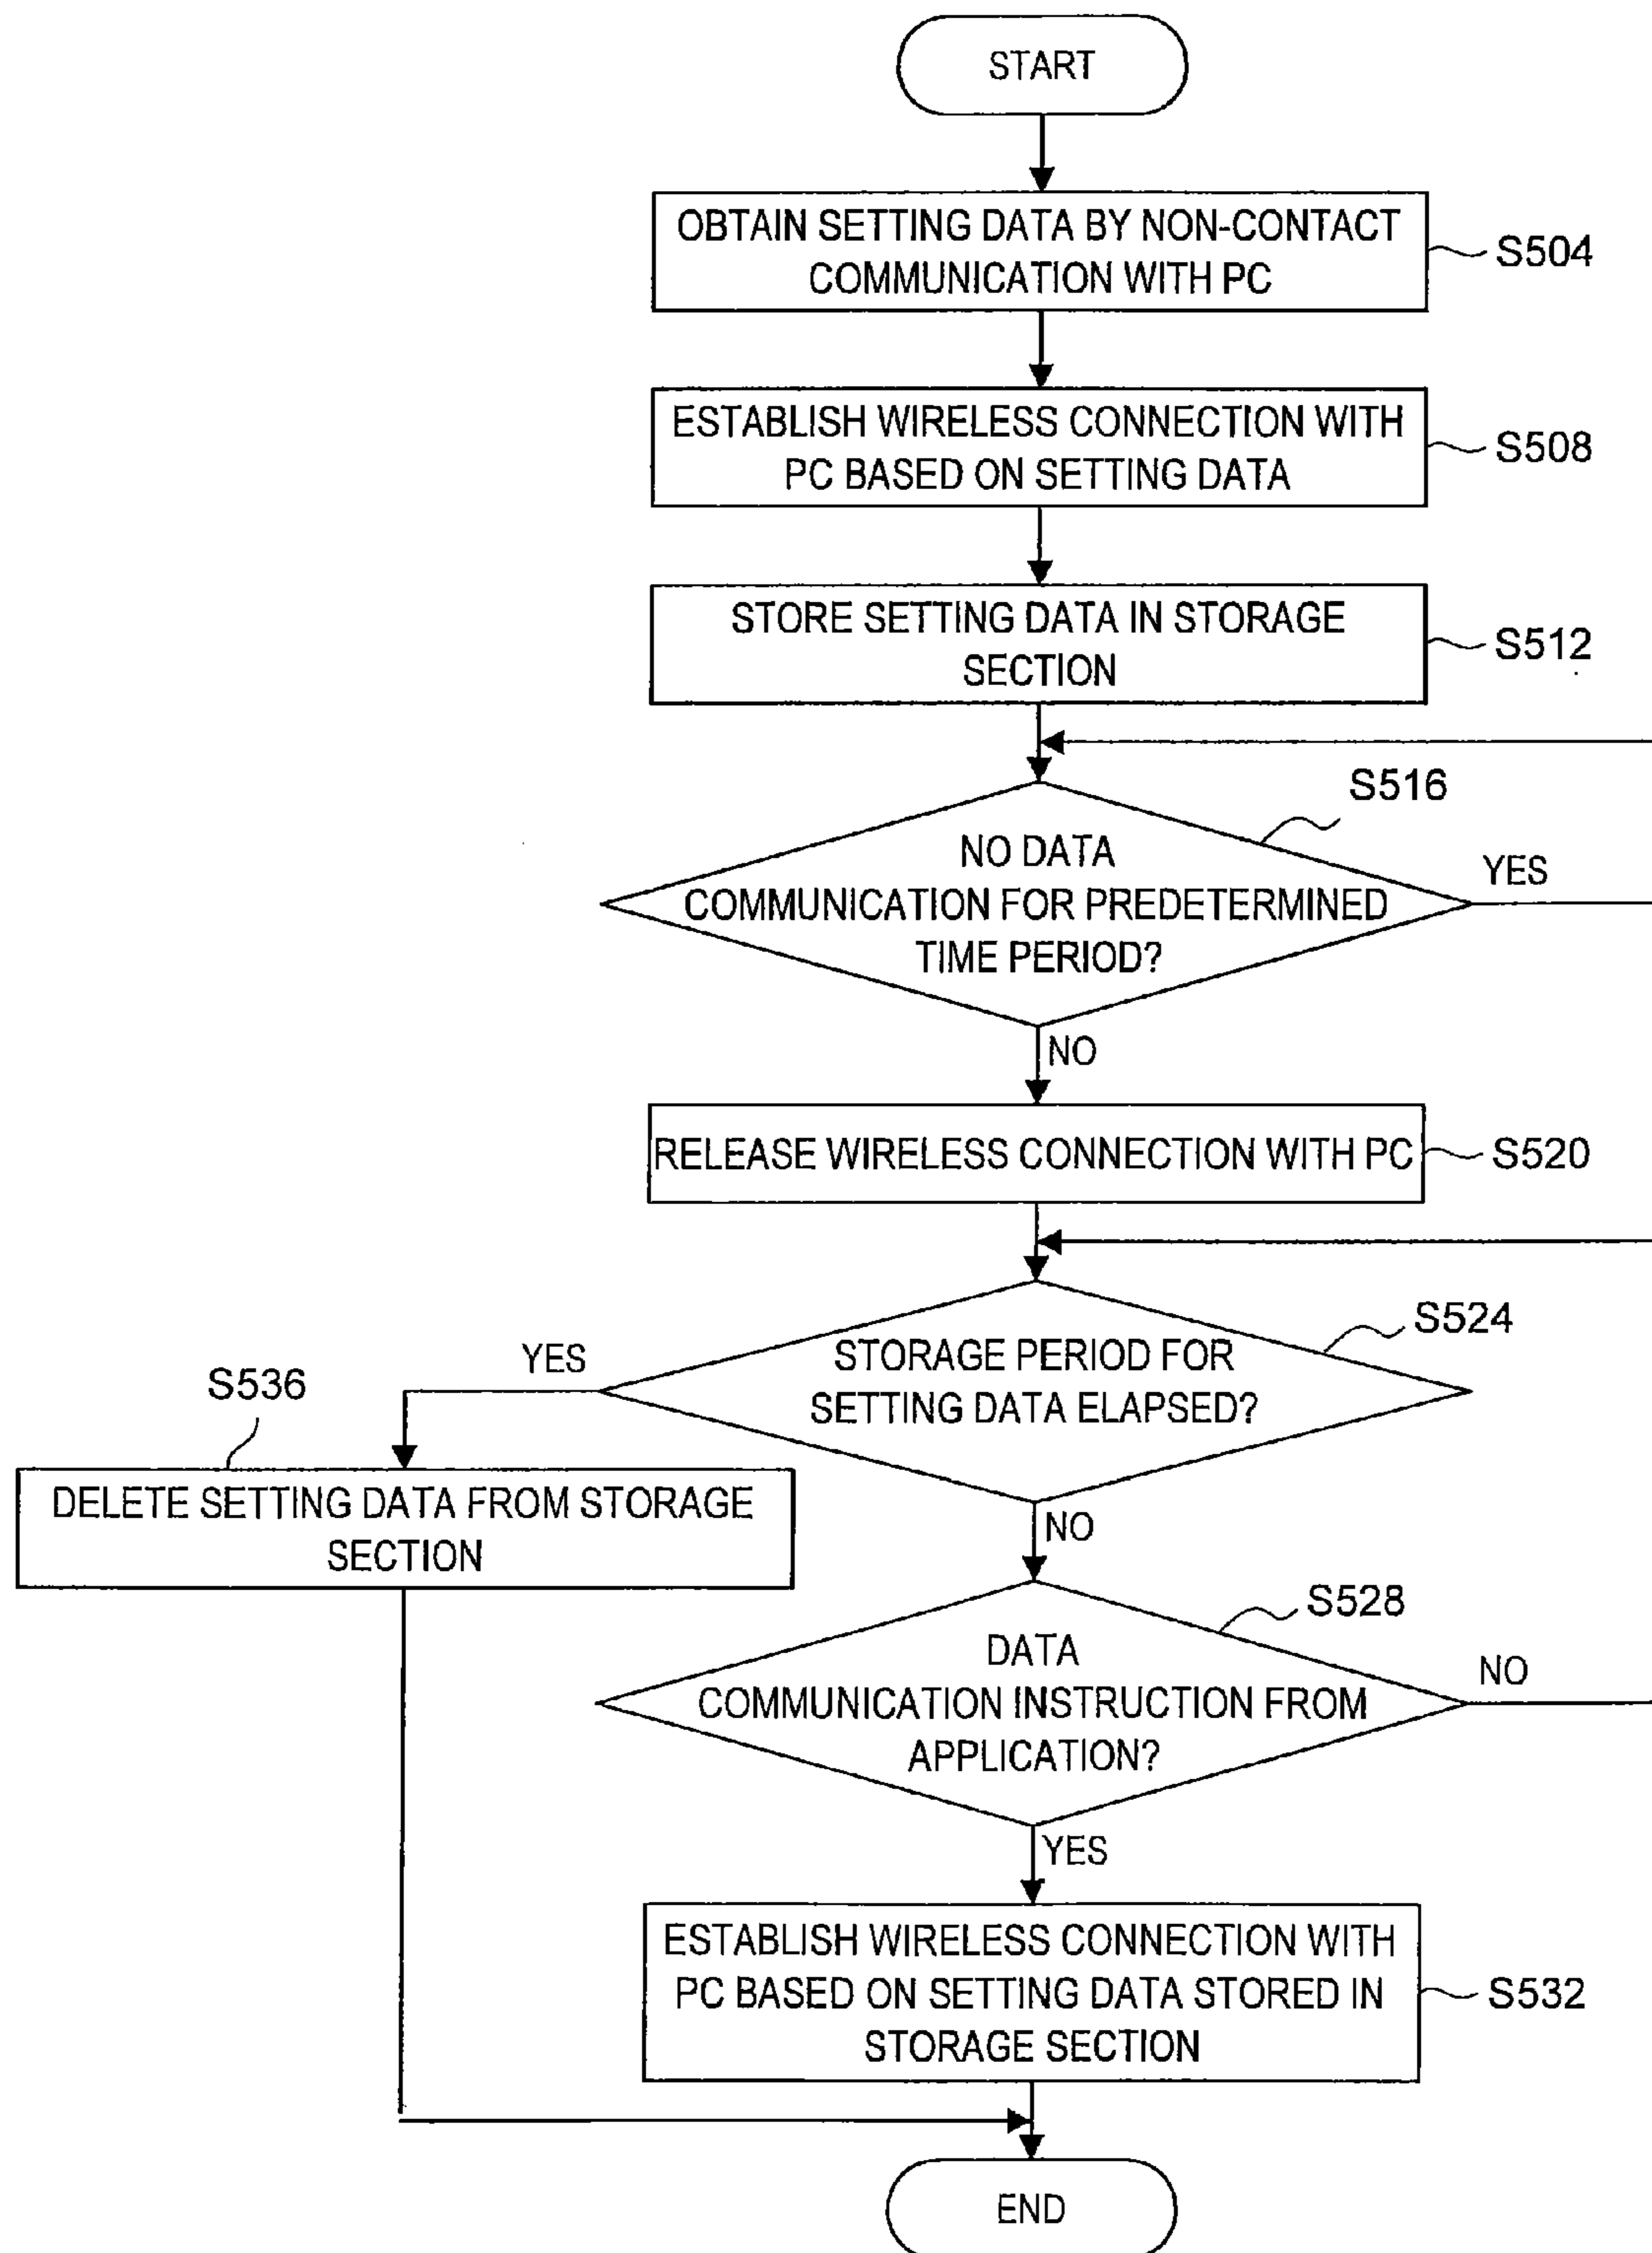 START
OBTAIN SETTING DATA BY NON-CONTACT
COMMUNICATION WITH PC
S504
ESTABLISH WIRELESS CONNECTION WITH
PC BASED ON SETTING DATA
S508
STORE SETTING DATA IN STORAGE
SECTION
S512
S516
NO DATA
COMMUNICATION FOR PREDETERMINED
TIME PERIOD?
YES
NO
RELEASE WIRELESS CONNECTION WITH PC
S520
S524
STORAGE PERIOD FOR
SETTING DATA ELAPSED?
YES
S536
DELETE SETTING DATA FROM STORAGE
SECTION
NO
S528
DATA
COMMUNICATION INSTRUCTION FROM
APPLICATION?
NO
YES
ESTABLISH WIRELESS CONNECTION WITH
PC BASED ON SETTING DATA STORED IN
STORAGE SECTION
S532
END